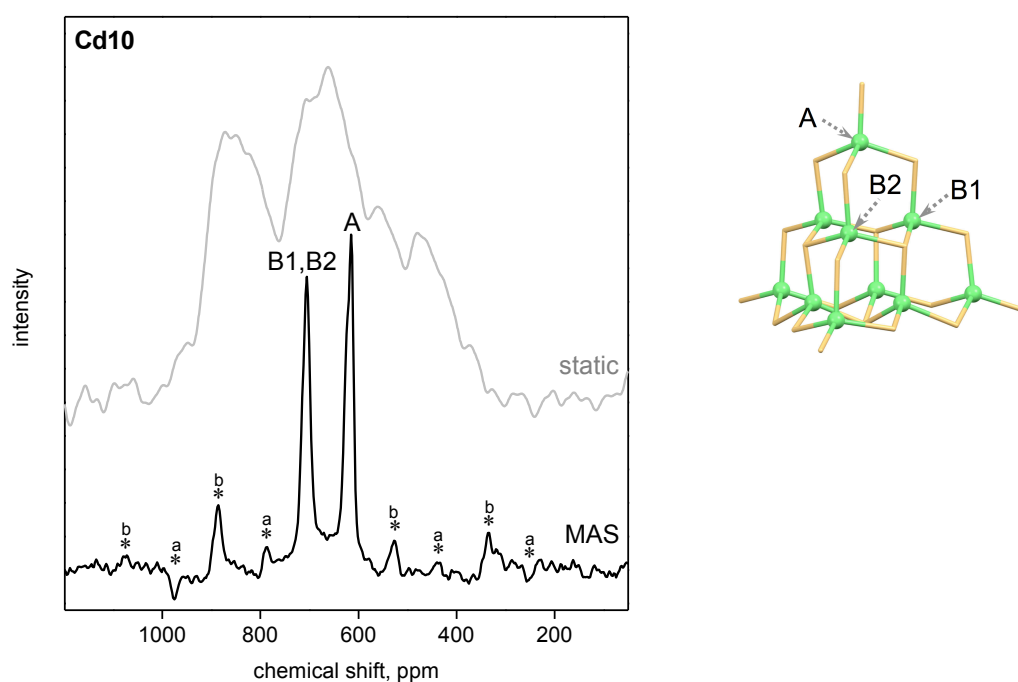 Cd10
intensity
static
B1,B2
A
MAS
b
*
a
*
b
*
a
*
b
*
a
*
b
*
a
*
1000
800
600
400
200
chemical shift, ppm
A
B2
B1